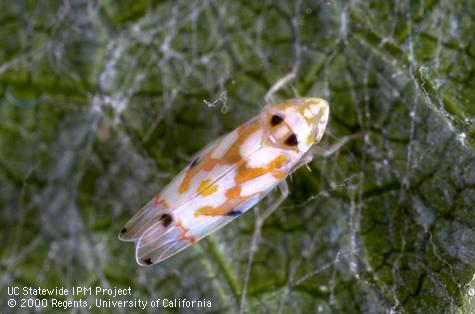 UC Statewide IPM Project
© 2000 Regents, University of California